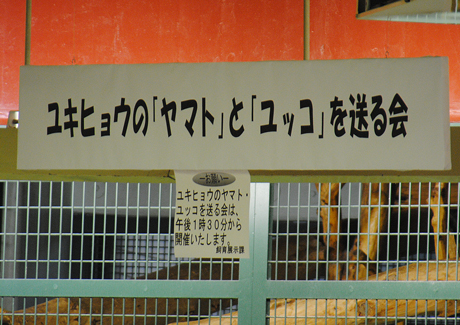 ユキヒョウの「ヤマト」と「ユッコ」を送る会
―お願い―
ユキヒョウのヤマト・
ユッコを送る会は、
午後1時30分から
開催いたします。
飼育展示課